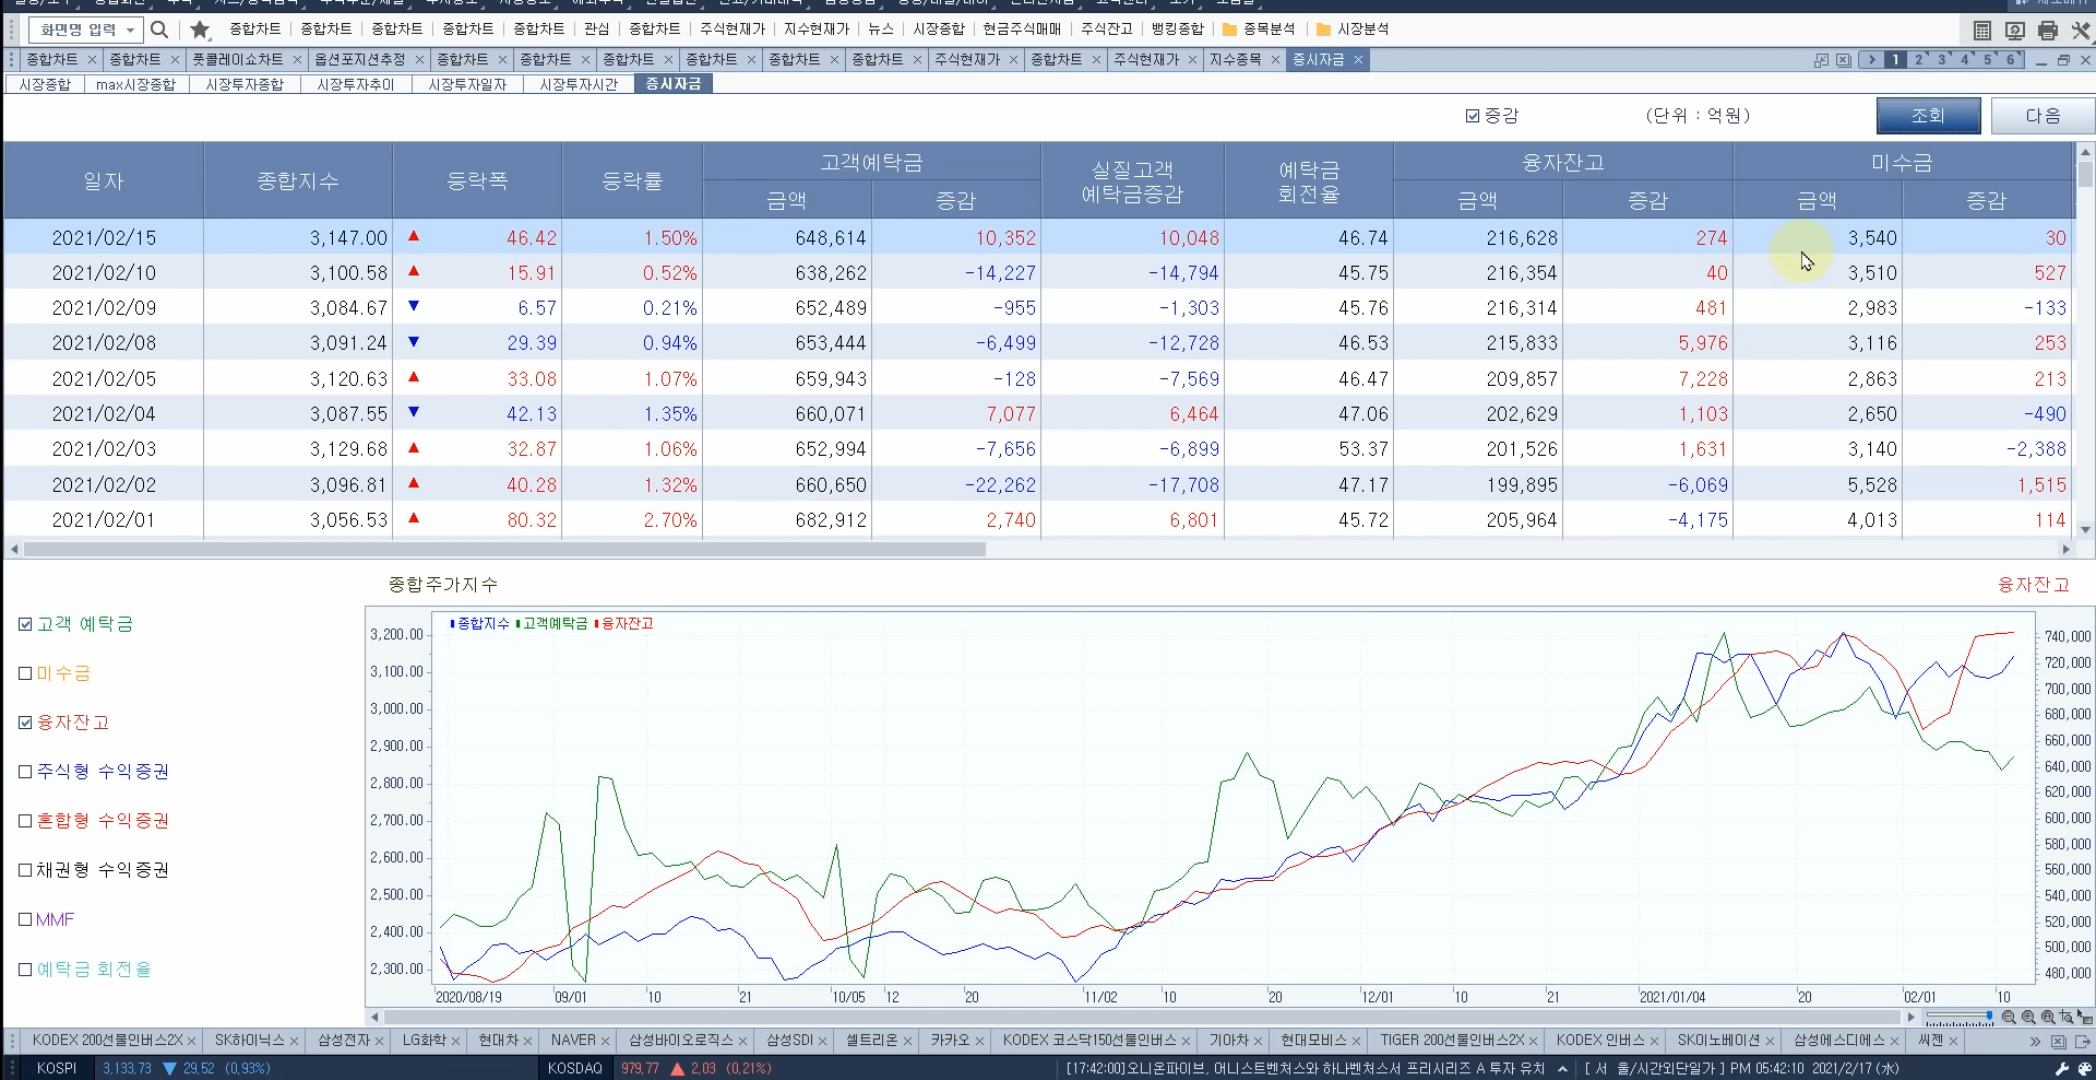 화면명 입력 종합차트 종합차트 종합차트 종합차트 종합차트 관심 종합차트 주식현재가 지수현재가 뉴스 시장종합 현금주식매매 주식잔고 뱅킹종합 종목분석 시장분석
종합차트 종합차트 풋콜레이쇼차트 옵션포지션추정 종합차트 종합차트 종합차트 종합차트 종합차트 종합차트 주식현재가 종합차트 주식현재가 지수종목 증시자금 1 2 3 4 5 6
시장종합 max시장종합 시장투자종합 시장투자추이 시장투자일자 시장투자시간 증시자금
증감 (단위 : 억원) 조회 다음
일자 종합지수 등락폭 등락률 고객예탁금 실질고객 예탁금 융자잔고 미수금
금액 증감 예탁금증감 회전율 금액 증감 금액 증감
2021/02/15 3,147.00 ▲ 46.42 1.50% 648,614 10,352 10,048 46.74 216,628 274 3,540 30
2021/02/10 3,100.58 ▲ 15.91 0.52% 638,262 -14,227 -14,794 45.75 216,354 40 3,510 527
2021/02/09 3,084.67 ▼ 6.57 0.21% 652,489 -955 -1,303 45.76 216,314 481 2,983 -133
2021/02/08 3,091.24 ▼ 29.39 0.94% 653,444 -6,499 -12,728 46.53 215,833 5,976 3,116 253
2021/02/05 3,120.63 ▲ 33.08 1.07% 659,943 -128 -7,569 46.47 209,857 7,228 2,863 213
2021/02/04 3,087.55 ▼ 42.13 1.35% 660,071 7,077 6,464 47.06 202,629 1,103 2,650 -490
2021/02/03 3,129.68 ▲ 32.87 1.06% 652,994 -7,656 -6,899 53.37 201,526 1,631 3,140 -2,388
2021/02/02 3,096.81 ▲ 40.28 1.32% 660,650 -22,262 -17,708 47.17 199,895 -6,069 5,528 1,515
2021/02/01 3,056.53 ▲ 80.32 2.70% 682,912 2,740 6,801 45.72 205,964 -4,175 4,013 114
종합주가지수 융자잔고
고객 예탁금
미수금
융자잔고
주식형 수익증권
혼합형 수익증권
채권형 수익증권
MMF
예탁금 회전율
종합지수 고객예탁금 융자잔고
3,200.00
3,100.00
3,000.00
2,900.00
2,800.00
2,700.00
2,600.00
2,500.00
2,400.00
2,300.00
740,000
720,000
700,000
680,000
660,000
640,000
620,000
600,000
580,000
560,000
540,000
520,000
500,000
480,000
2020/08/19 09/01 10 21 10/05 12 20 11/02 10 20 12/01 10 21 2021/01/04 20 02/01 10
KODEX 200선물인버스2X SK하이닉스 삼성전자 LG화학 현대차 NAVER 삼성바이오로직스 삼성SDI 셀트리온 카카오 KODEX 코스닥150선물인버스 기아차 현대모비스 TIGER 200선물인버스2X KODEX 인버스 SK이노베이션 삼성에스디에스 씨젠
KOSPI 3,133.73 ▼ 29.52 (0.93%) KOSDAQ 979.77 ▲ 2.03 (0.21%) [17:42:00]오니온파이브, 어니스트벤처스와 하나벤처스서 프리시리즈 A 투자 유치 [ 서 울/시간외단일가 ] PM 05:42:10 2021/2/17 (水)